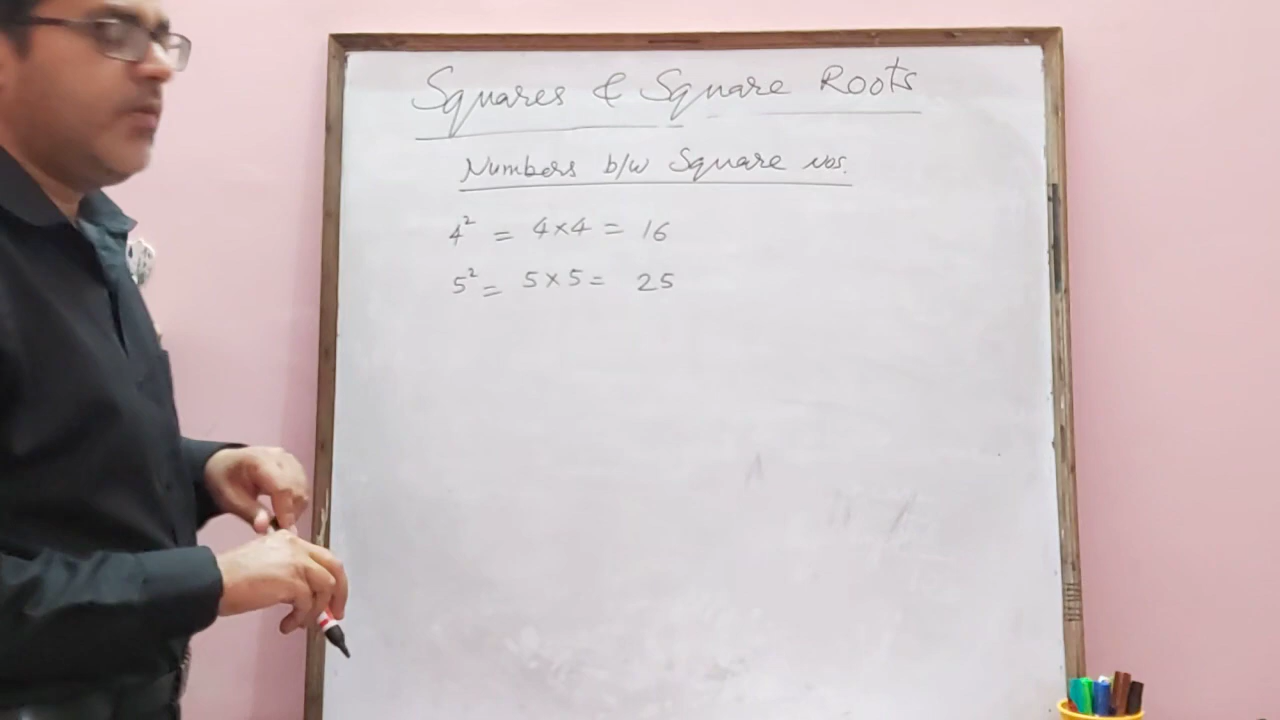 Squares & Square Roots
Numbers b/w Square nos.
4² = 4×4 = 16
5² = 5×5 = 25